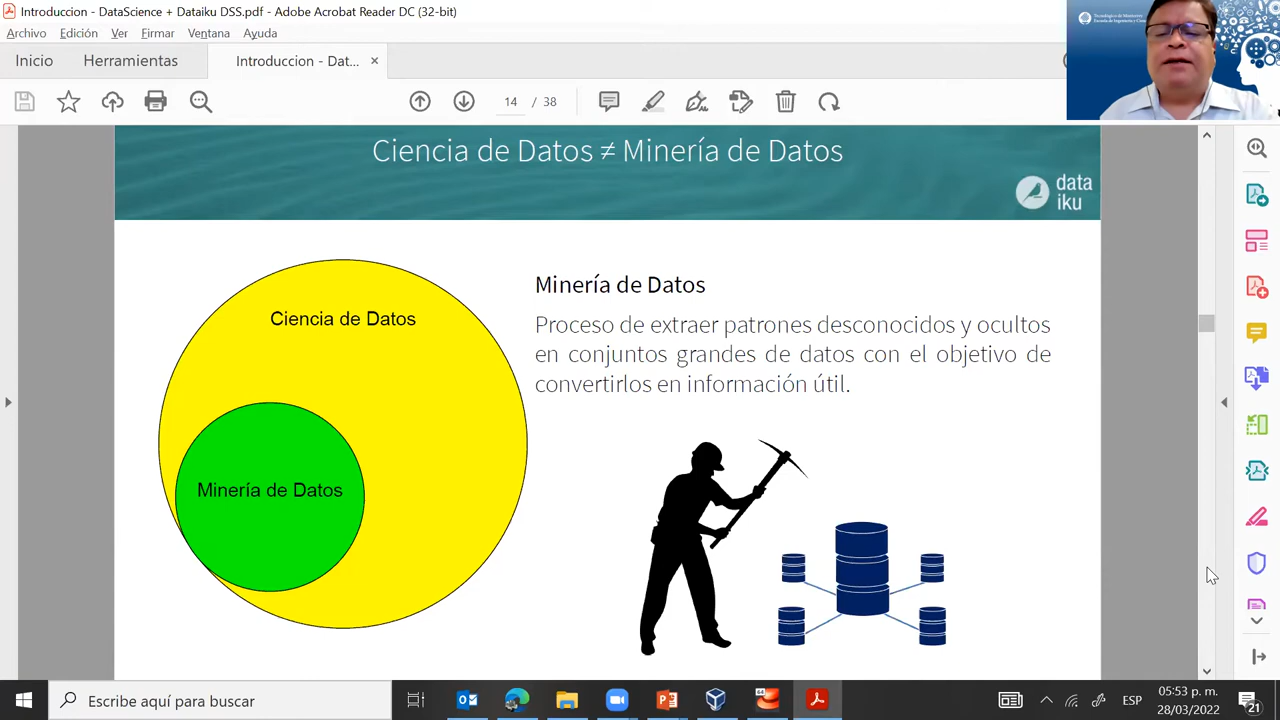 Introduccion - DataScience + Dataiku DSS.pdf - Adobe Acrobat Reader DC (32-bit)
Archivo Edición Ver Firmar Ventana Ayuda
Inicio Herramientas Introduccion - Dat... ×
14 / 38
Tecnológico de Monterrey
Ciencia de Datos ≠ Minería de Datos
data
iku
Ciencia de Datos
Minería de Datos
Minería de Datos
Proceso de extraer patrones desconocidos y ocultos
en conjuntos grandes de datos con el objetivo de
convertirlos en información útil.
Escribe aquí para buscar
ESP
05:53 p. m.
28/03/2022
21